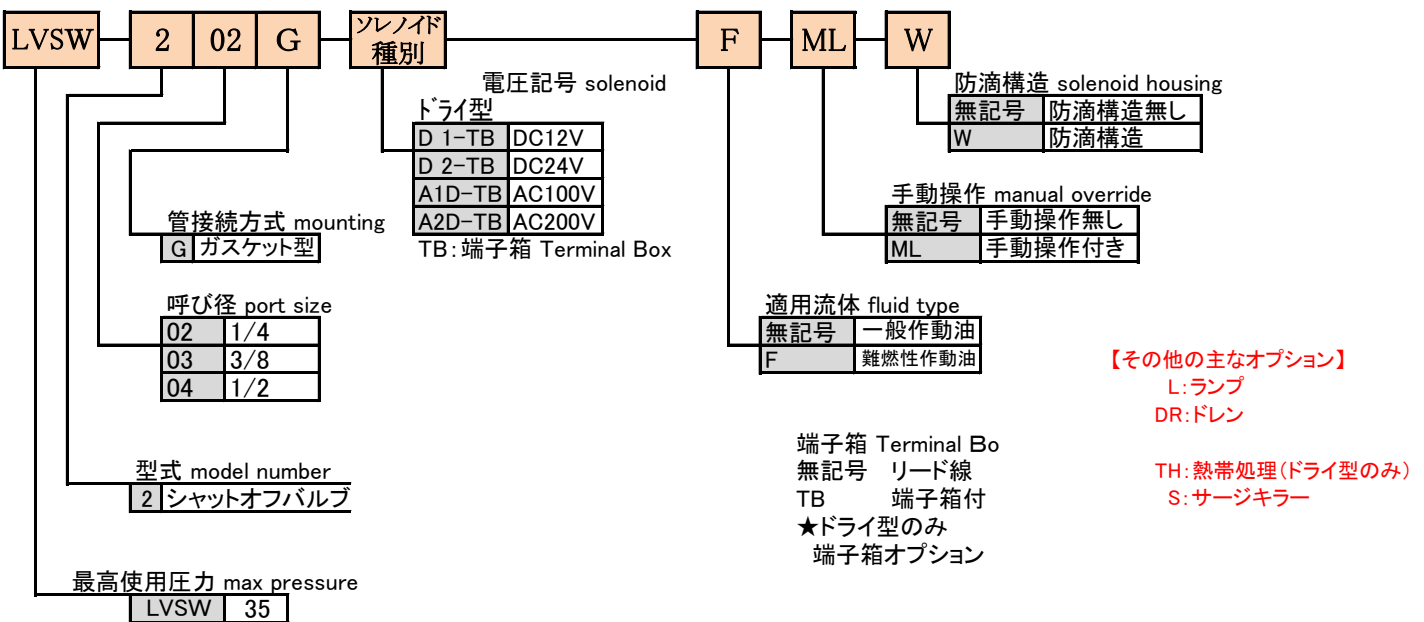 LVSW 2 02 G ソレノイド種別 F ML W
電圧記号 solenoid
ドライ型
D 1-TB DC12V
D 2-TB DC24V
A1D-TB AC100V
A2D-TB AC200V
TB:端子箱 Terminal Box
防滴構造 solenoid housing
無記号 防滴構造無し
W 防滴構造
手動操作 manual override
無記号 手動操作無し
ML 手動操作付き
管接続方式 mounting
G ガスケット型
呼び径 port size
02 1/4
03 3/8
04 1/2
適用流体 fluid type
無記号 一般作動油
F 難燃性作動油
【その他の主なオプション】
L:ランプ
DR:ドレン
TH:熱帯処理(ドライ型のみ)
S:サージキラー
端子箱 Terminal Bo
無記号 リード線
TB 端子箱付
★ドライ型のみ
端子箱オプション
型式 model number
2 シャットオフバルブ
最高使用圧力 max pressure
LVSW 35